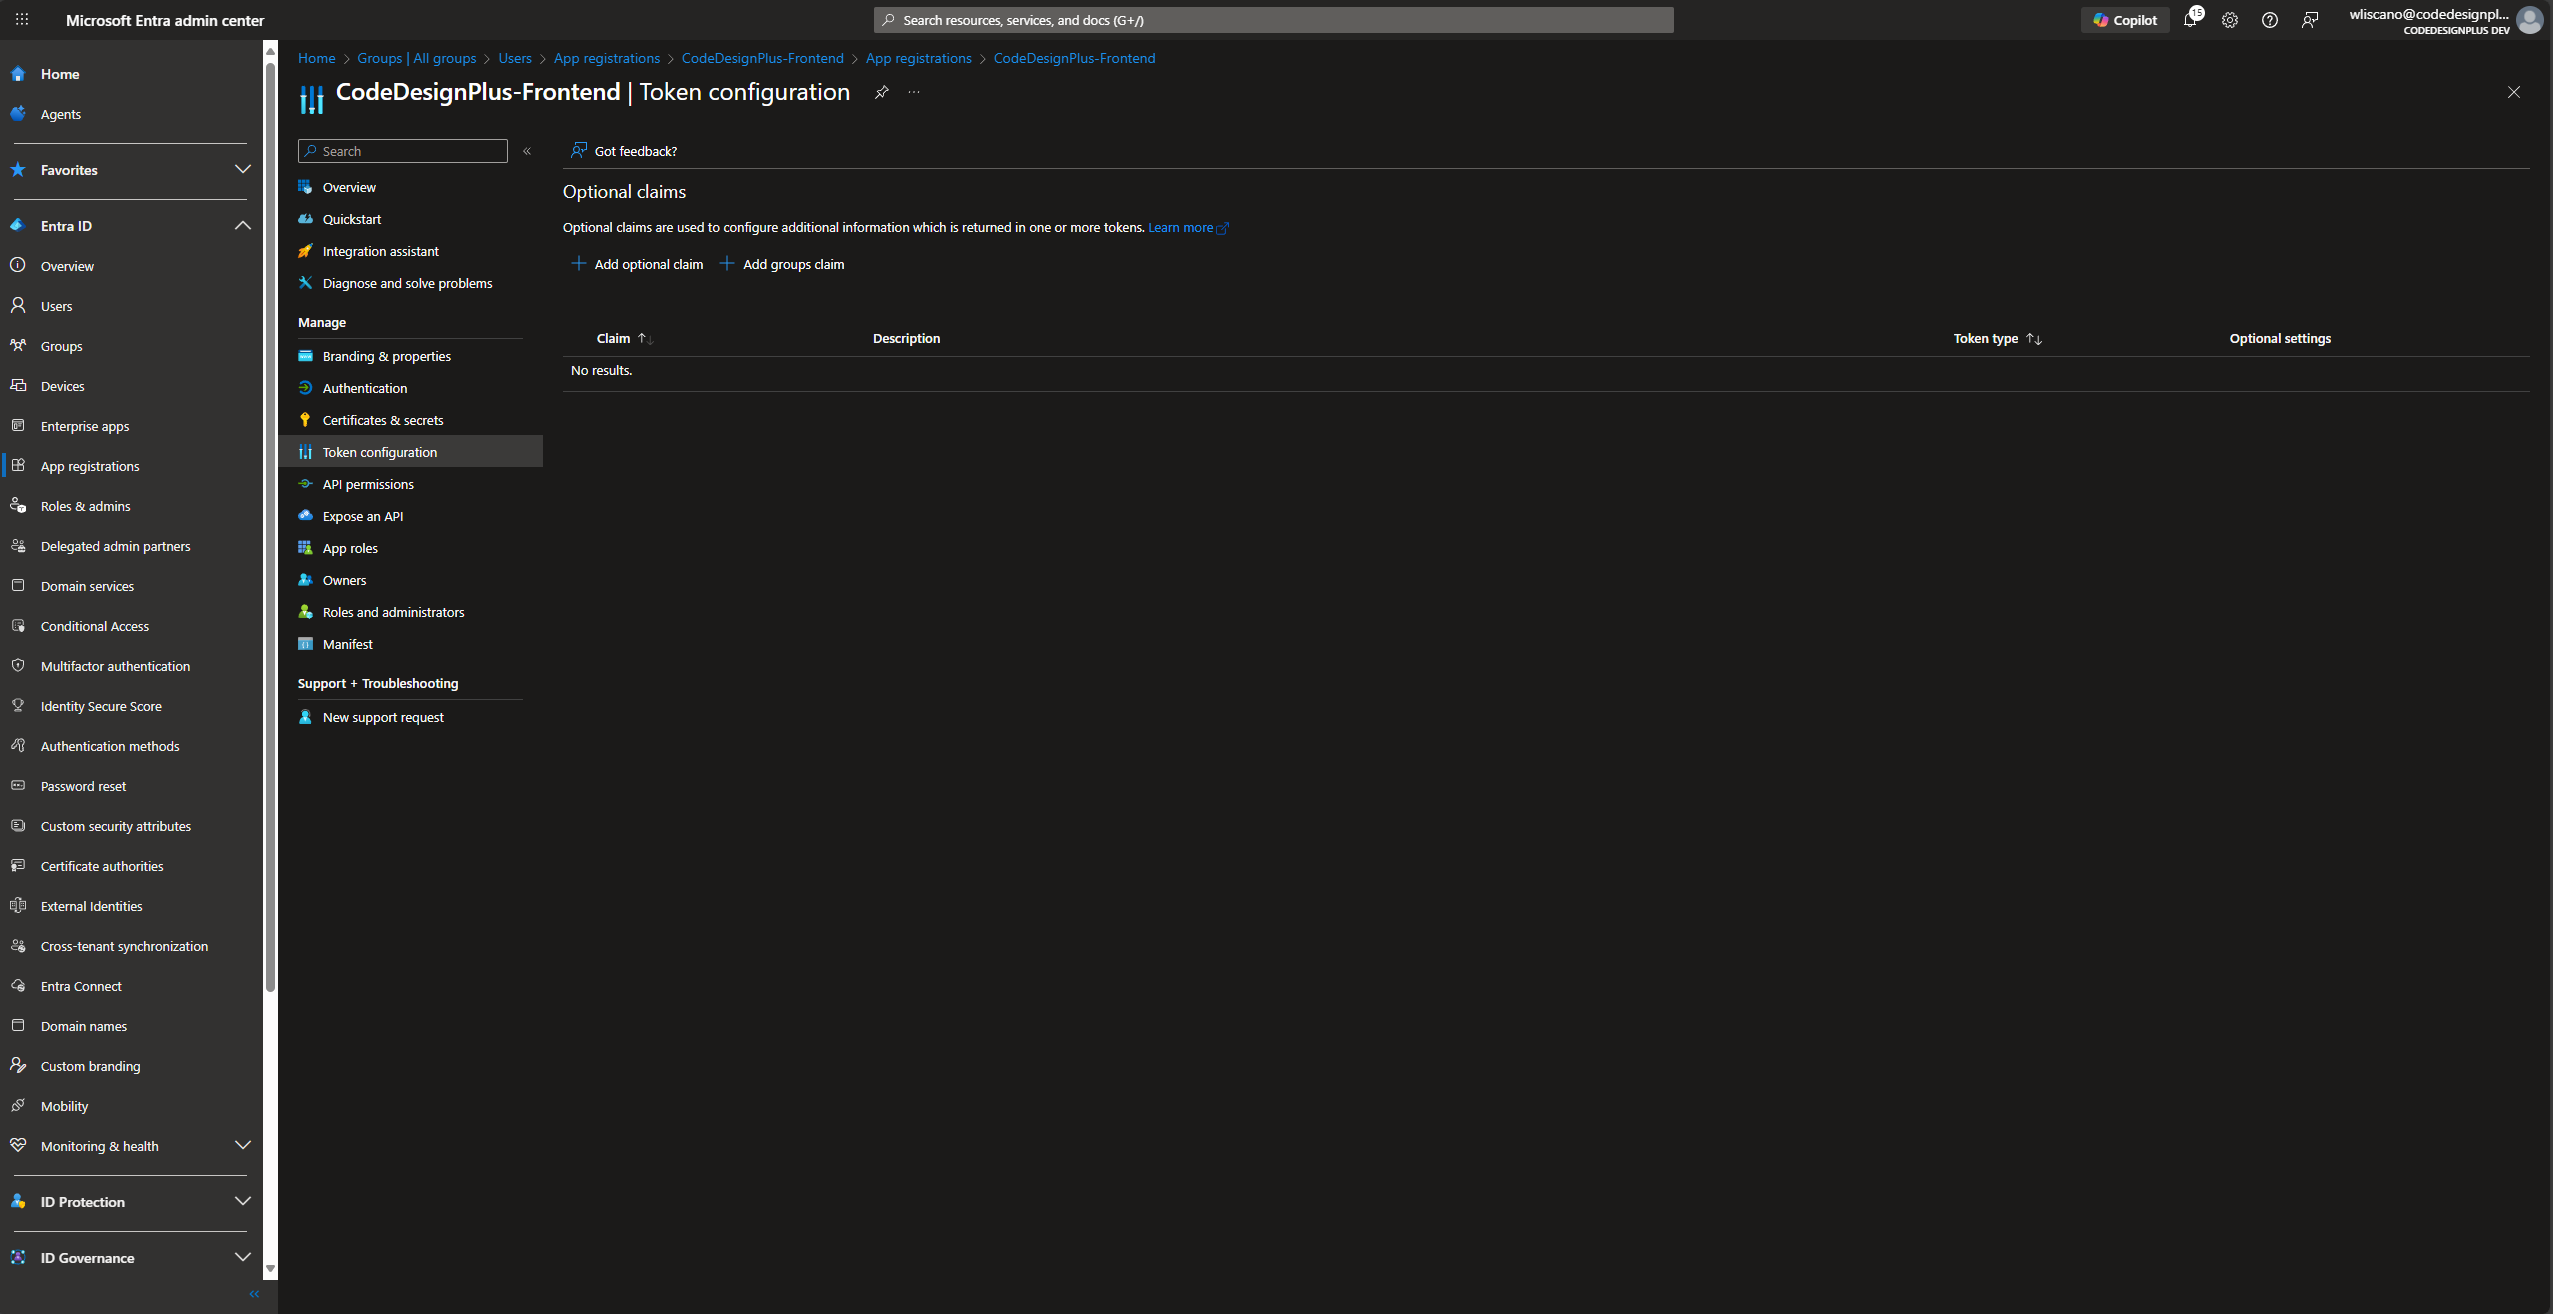 Microsoft Entra admin center
Search resources, services, and docs (G+/)
Copilot
15
wliscano@codedesignpl...
CODEDESIGNPLUS DEV
Home
Agents
Favorites
Entra ID
Overview
Users
Groups
Devices
Enterprise apps
App registrations
Roles & admins
Delegated admin partners
Domain services
Conditional Access
Multifactor authentication
Identity Secure Score
Authentication methods
Password reset
Custom security attributes
Certificate authorities
External Identities
Cross-tenant synchronization
Entra Connect
Domain names
Custom branding
Mobility
Monitoring & health
ID Protection
ID Governance
Home > Groups | All groups > Users > App registrations > CodeDesignPlus-Frontend > App registrations > CodeDesignPlus-Frontend
CodeDesignPlus-Frontend | Token configuration
Search
Overview
Quickstart
Integration assistant
Diagnose and solve problems
Manage
Branding & properties
Authentication
Certificates & secrets
Token configuration
API permissions
Expose an API
App roles
Owners
Roles and administrators
Manifest
Support + Troubleshooting
New support request
Got feedback?
Optional claims
Optional claims are used to configure additional information which is returned in one or more tokens. Learn more
Add optional claim Add groups claim
Claim Description Token type Optional settings
No results.